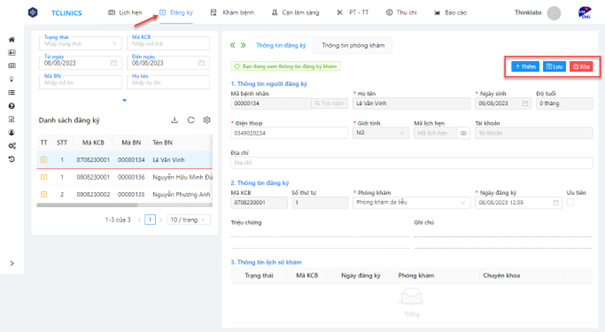 TCLINICS Lịch hẹn Đăng ký Khám bệnh Cận lâm sàng PT - TT Thu chi Báo cáo Thinklabs
Trạng thái Mã KCB
Nhập trạng thái Nhập mã kcb
Từ ngày Đến ngày
08/08/2023 08/08/2023
Mã BN Họ tên
Nhập mã bn Nhập họ tên
Danh sách đăng ký
TT STT Mã KCB Mã BN Tên BN
1 0708230001 00000134 Lê Văn Vinh
1 0808230001 00000136 Nguyễn Hữu Minh Đạ
2 0808230002 00000135 Nguyễn Phương Anh
1-3 của 3 < 1 > 10 / trang
Thông tin đăng ký Thông tin phòng khám
Bạn đang xem thông tin đăng ký khám
+ Thêm Lưu Xóa
1. Thông tin người đăng ký
Mã bệnh nhân * Họ tên * Ngày sinh Độ tuổi
00000134 Tìm kiếm Lê Văn Vinh 09/08/2023 0 tháng
* Điện thoại * Giới tính Mã lịch hẹn Tài khoản
0349020234 Nữ Mã lịch hẹn Tài khoản
Địa chỉ
Địa chỉ
2. Thông tin đăng ký
Mã KCB Số thứ tự * Phòng khám * Ngày đăng ký Ưu tiên
0708230001 1 Phòng khám da liễu 08/08/2023 12:59
Triệu chứng Ghi chú
3. Thông tin lịch sử khám
Trạng thái Mã KCB Ngày đăng ký Phòng khám Chuyên khoa
Trống